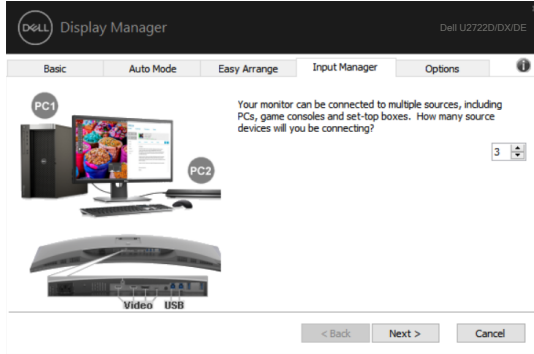 DELL Display Manager
Dell U2722D/DX/DE
Basic
Auto Mode
Easy Arrange
Input Manager
Options
PC1
PC2
Video USB
Your monitor can be connected to multiple sources, including
PCs, game consoles and set-top boxes. How many source
devices will you be connecting?
3
< Back
Next >
Cancel